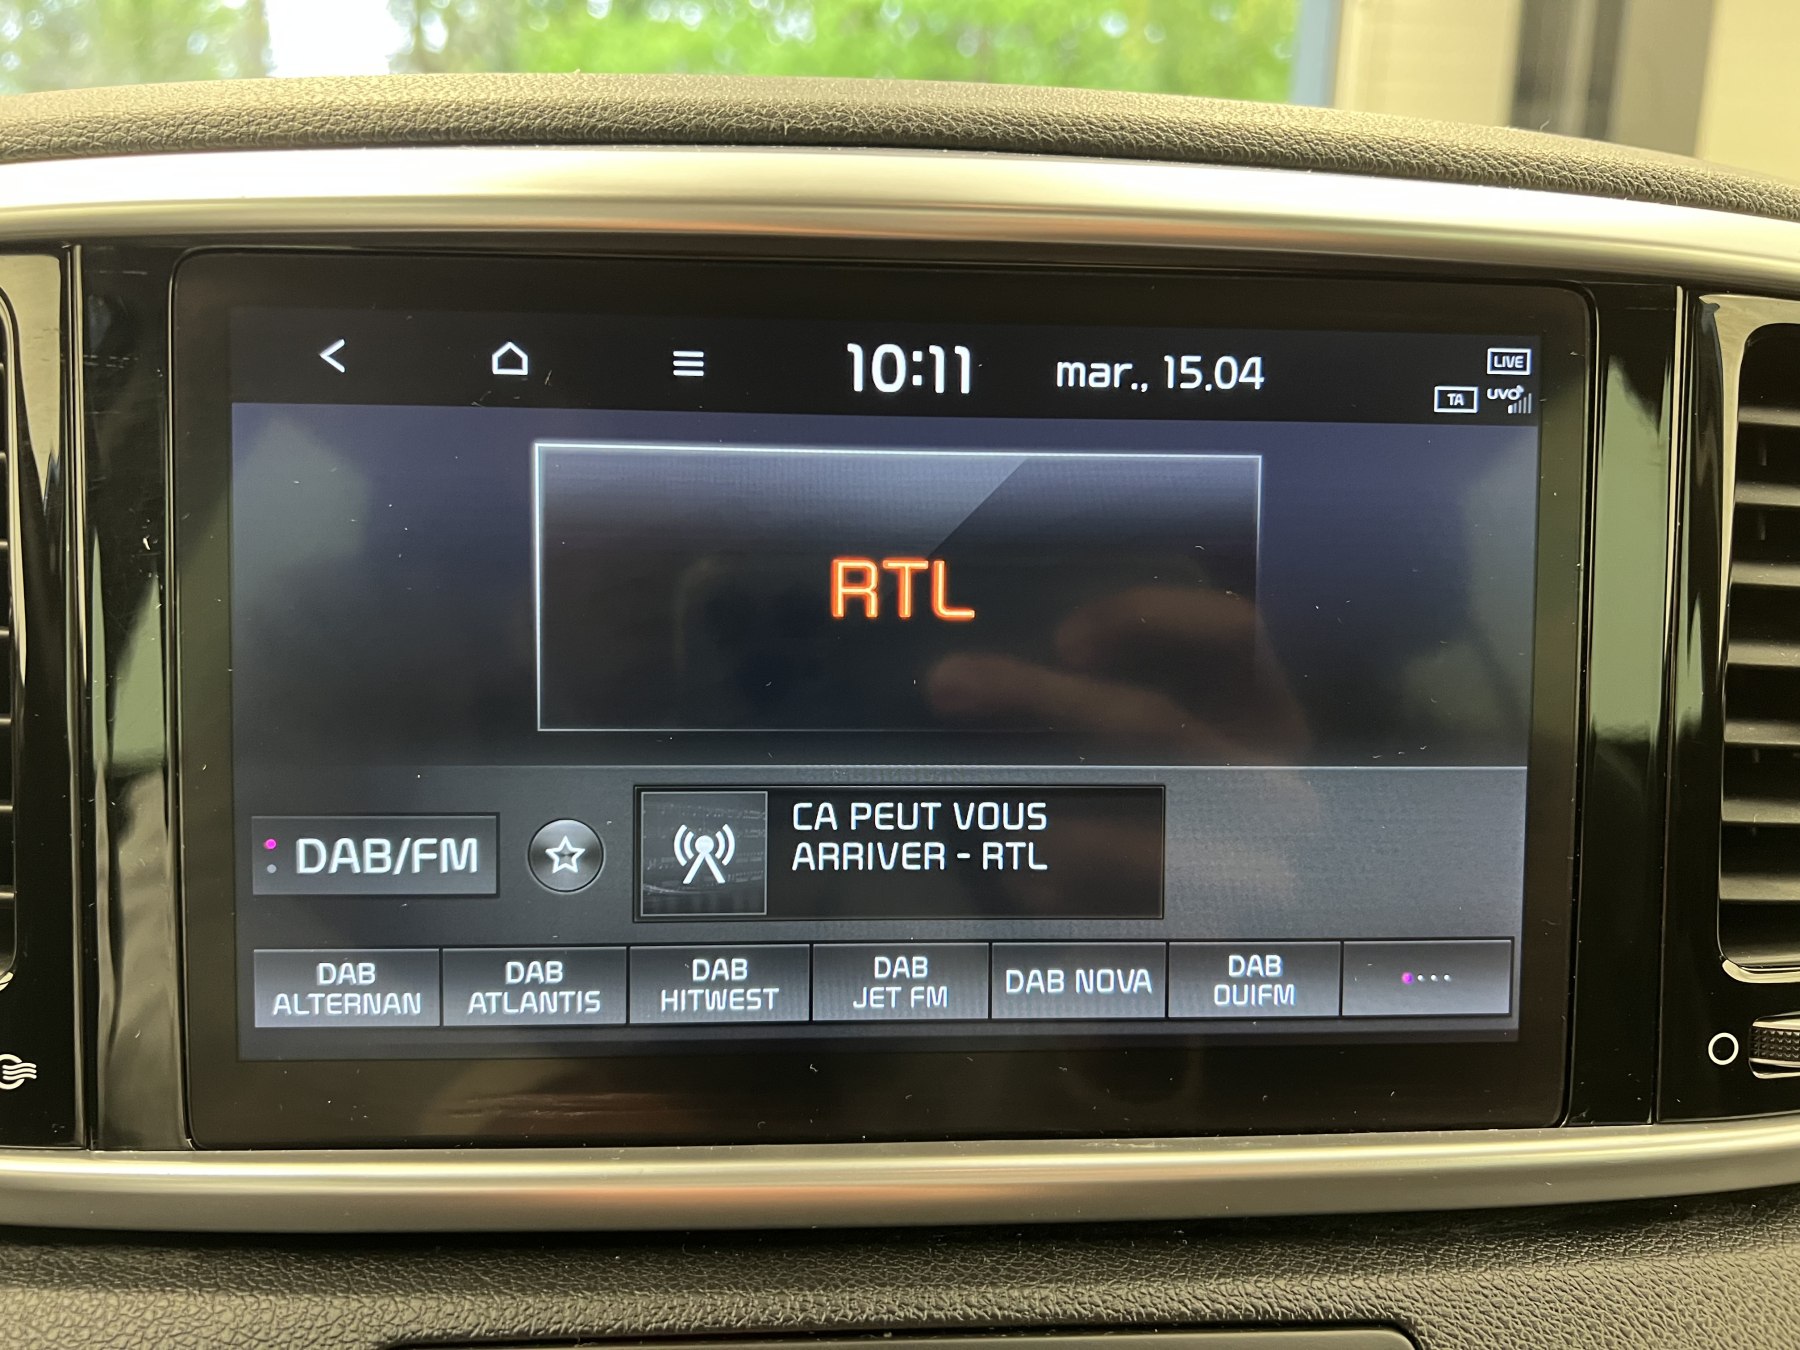 10:11
mar., 15.04
LIVE
TA
UVO
RTL
DAB/FM
CA PEUT VOUS
ARRIVER - RTL
DAB
ALTERNAN
DAB
ATLANTIS
DAB
HITWEST
DAB
JET FM
DAB NOVA
DAB
OUIFM